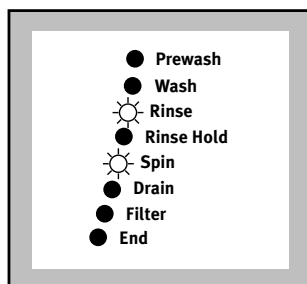 Prewash
Wash
Rinse
Rinse Hold
Spin
Drain
Filter
End